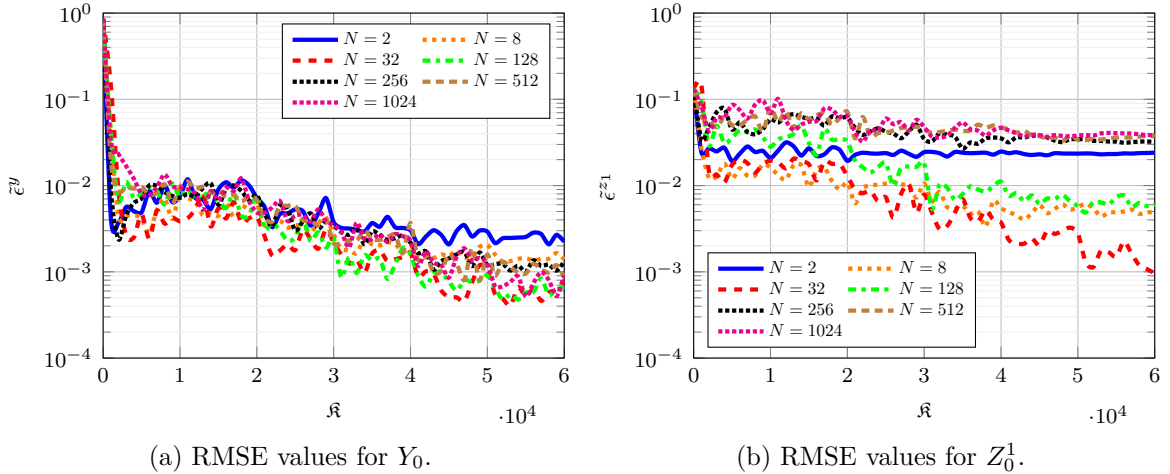 10^0
10^{-1}
10^{-2}
10^{-3}
10^{-4}
\tilde{ϵ}^y
N = 2
N = 8
N = 32
N = 128
N = 256
N = 512
N = 1024
0 1 2 3 4 5 6
·10^4
𝔎
(a) RMSE values for Y_0.
10^0
10^{-1}
10^{-2}
10^{-3}
10^{-4}
\tilde{ϵ}^{z_1}
N = 2
N = 8
N = 32
N = 128
N = 256
N = 512
N = 1024
0 1 2 3 4 5 6
·10^4
𝔎
(b) RMSE values for Z_0^1.